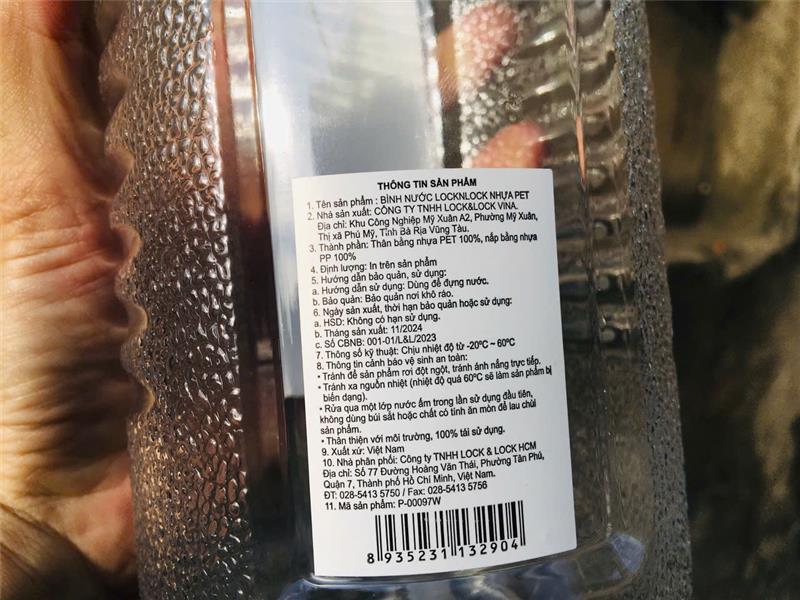 THÔNG TIN SẢN PHẨM
1. Tên sản phẩm : BÌNH NƯỚC LOCKNLOCK NHỰA PET
2. Nhà sản xuất: CÔNG TY TNHH LOCK&LOCK VINA.
Địa chỉ: Khu Công Nghiệp Mỹ Xuân A2, Phường Mỹ Xuân,
Thị xã Phú Mỹ, Tỉnh Bà Rịa Vũng Tàu.
3. Thành phần: Thân bằng nhựa PET 100%, nắp bằng nhựa
PP 100%
4. Định lượng: In trên sản phẩm
5. Hướng dẫn bảo quản, sử dụng:
a. Hướng dẫn sử dụng: Dùng để đựng nước.
b. Bảo quản: Bảo quản nơi khô ráo.
6. Ngày sản xuất, thời hạn bảo quản hoặc sử dụng:
a. HSD: Không có hạn sử dụng.
b. Tháng sản xuất: 11/2024
c. Số CBNB: 001-01/L&L/2023
7. Thông số kỹ thuật: Chịu nhiệt độ từ -20ºC ~ 60ºC
8. Thông tin cảnh báo vệ sinh an toàn:
• Tránh để sản phẩm rơi đột ngột, tránh ánh nắng trực tiếp.
• Tránh xa nguồn nhiệt (nhiệt độ quá 60ºC sẽ làm sản phẩm bị
biến dạng).
• Rửa qua một lớp nước ấm trong lần sử dụng đầu tiên,
không dùng búi sắt hoặc chất có tính ăn mòn để lau chùi
sản phẩm.
• Thân thiện với môi trường, 100% tái sử dụng.
9. Xuất xứ: Việt Nam
10. Nhà phân phối: Công ty TNHH LOCK & LOCK HCM
Địa chỉ: Số 77 Đường Hoàng Văn Thái, Phường Tân Phú,
Quận 7, Thành phố Hồ Chí Minh, Việt Nam.
ĐT: 028-5413 5750 / Fax: 028-5413 5756
11. Mã sản phẩm: P-00097W
8 935231 132904